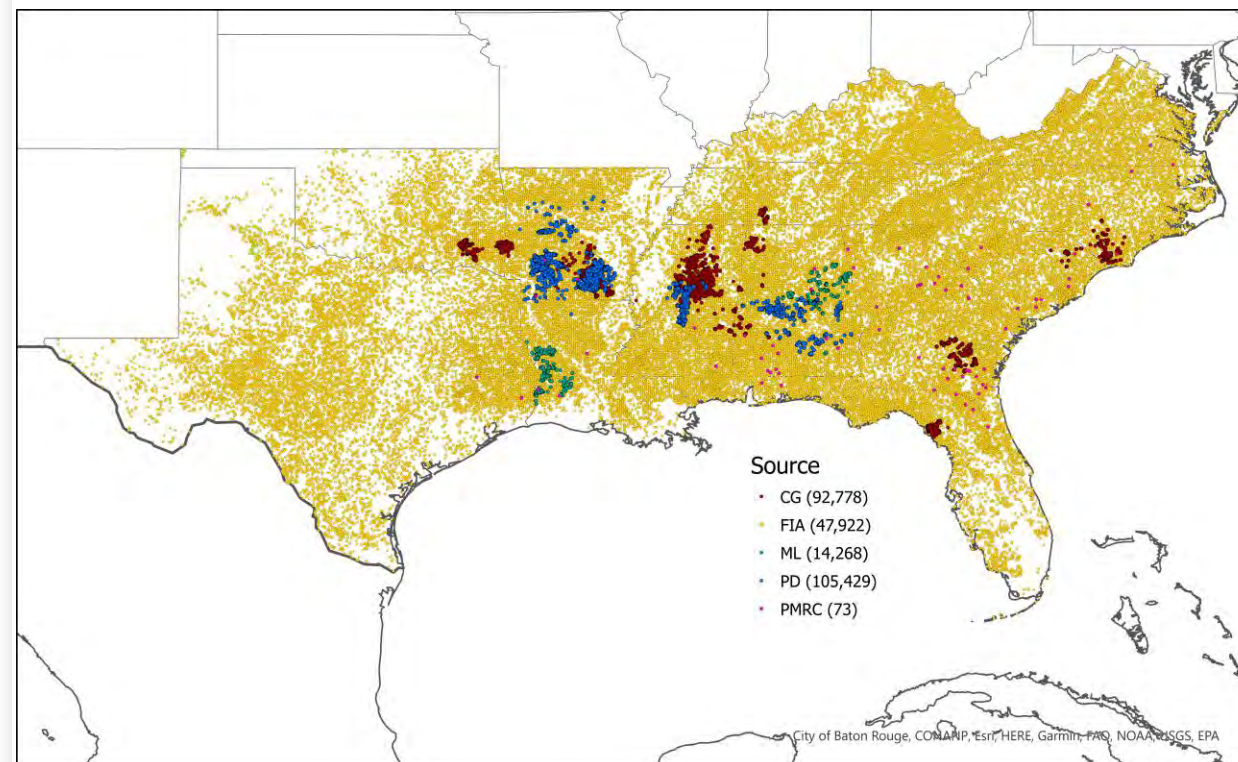 Source
CG (92,778)
FIA (47,922)
ML (14,268)
PD (105,429)
PMRC (73)
City of Baton Rouge, CONANP, Esri, HERE, Garmin, FAO, NOAA, USGS, EPA